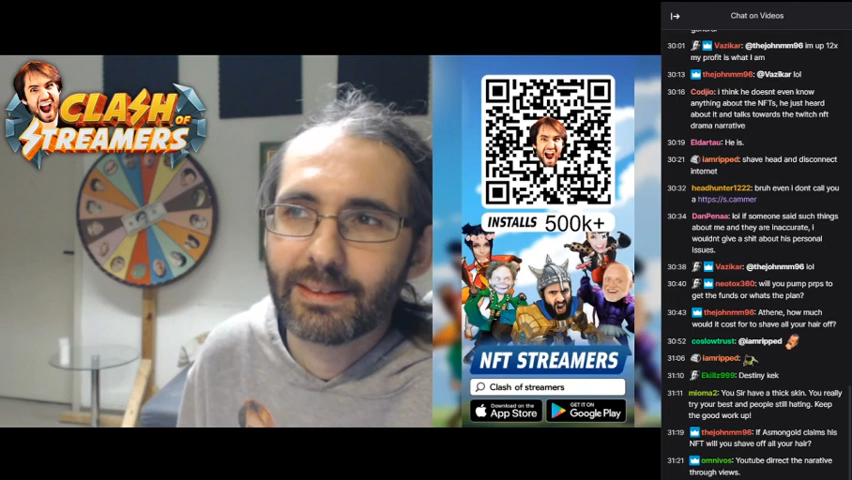 CLASH
OF
STREAMERS
INSTALLS 500k+
NFT STREAMERS
Clash of streamers
Download on the
App Store
GET IT ON
Google Play
Chat on Videos
30:01 Vazikar: @thejohnmm96 im up 12x
my profit is what I am
30:13 thejohnmm96: @Vazikar lol
30:16 Codjio: i think he doesnt even know
anything about the NFTs, he just heard
about it and talks towards the twitch nft
drama narrative
30:19 Eldartau: He is.
30:21 iamripped: shave head and disconnect
internet
30:32 headhunter1222: bruh even i dont call you
a https://s.cammer
30:34 DanPenaa: lol if someone said such things
about me and they are inaccurate, i
wouldnt give a shit about his personal
issues.
30:38 Vazikar: @thejohnmm96 lol
30:40 neotox360: will you pump prps to
get the funds or whats the plan?
30:43 thejohnmm96: Athene, how much
would it cost for to shave all your hair off?
30:52 coslowtrust: @iamripped
31:06 iamripped:
31:10 Ekillz999: Destiny kek
31:11 mioma2: You Sir have a thick skin. You really
try your best and people still hating. Keep
the good work up!
31:19 thejohnmm96: If Asmongold claims his
NFT will you shave off all your hair?
31:21 omnivos: Youtube dirrect the narative
through views.